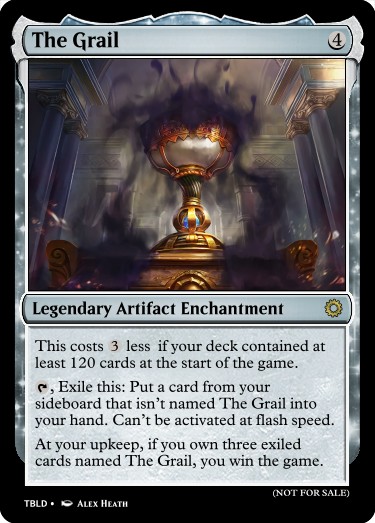 The Grail 4
Legendary Artifact Enchantment
This costs 3 less if your deck contained at
least 120 cards at the start of the game.
, Exile this: Put a card from your
sideboard that isn't named The Grail into
your hand. Can't be activated at flash speed.
At your upkeep, if you own three exiled
cards named The Grail, you win the game.
(NOT FOR SALE)
TBLD • Alex Heath